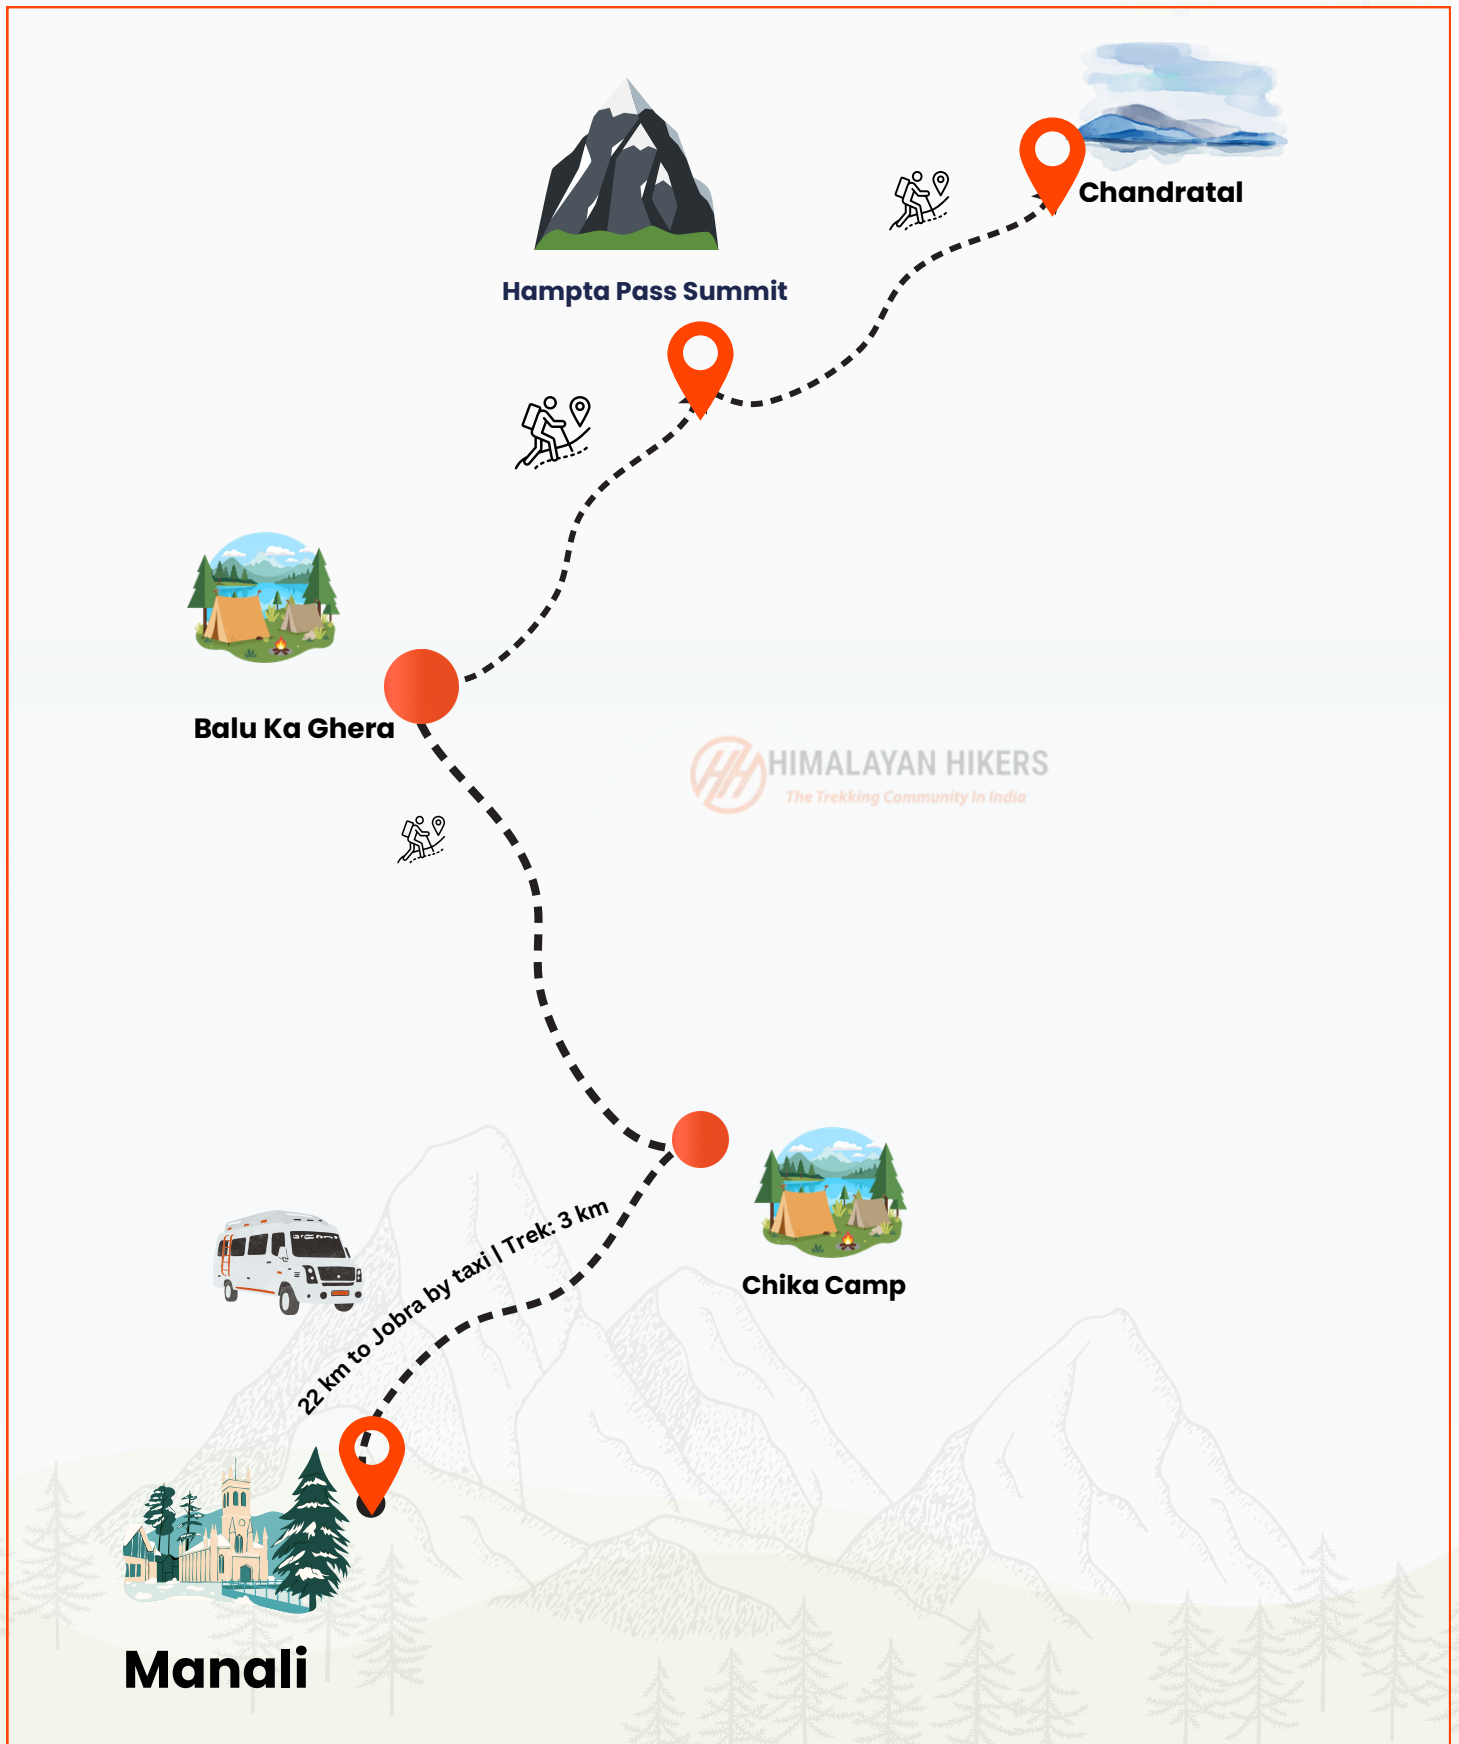 Chandratal
Hampta Pass Summit
Balu Ka Ghera
HIMALAYAN HIKERS
The Trekking Community In India
22 km to Jobra by taxi | Trek: 3 km
Chika Camp
Manali